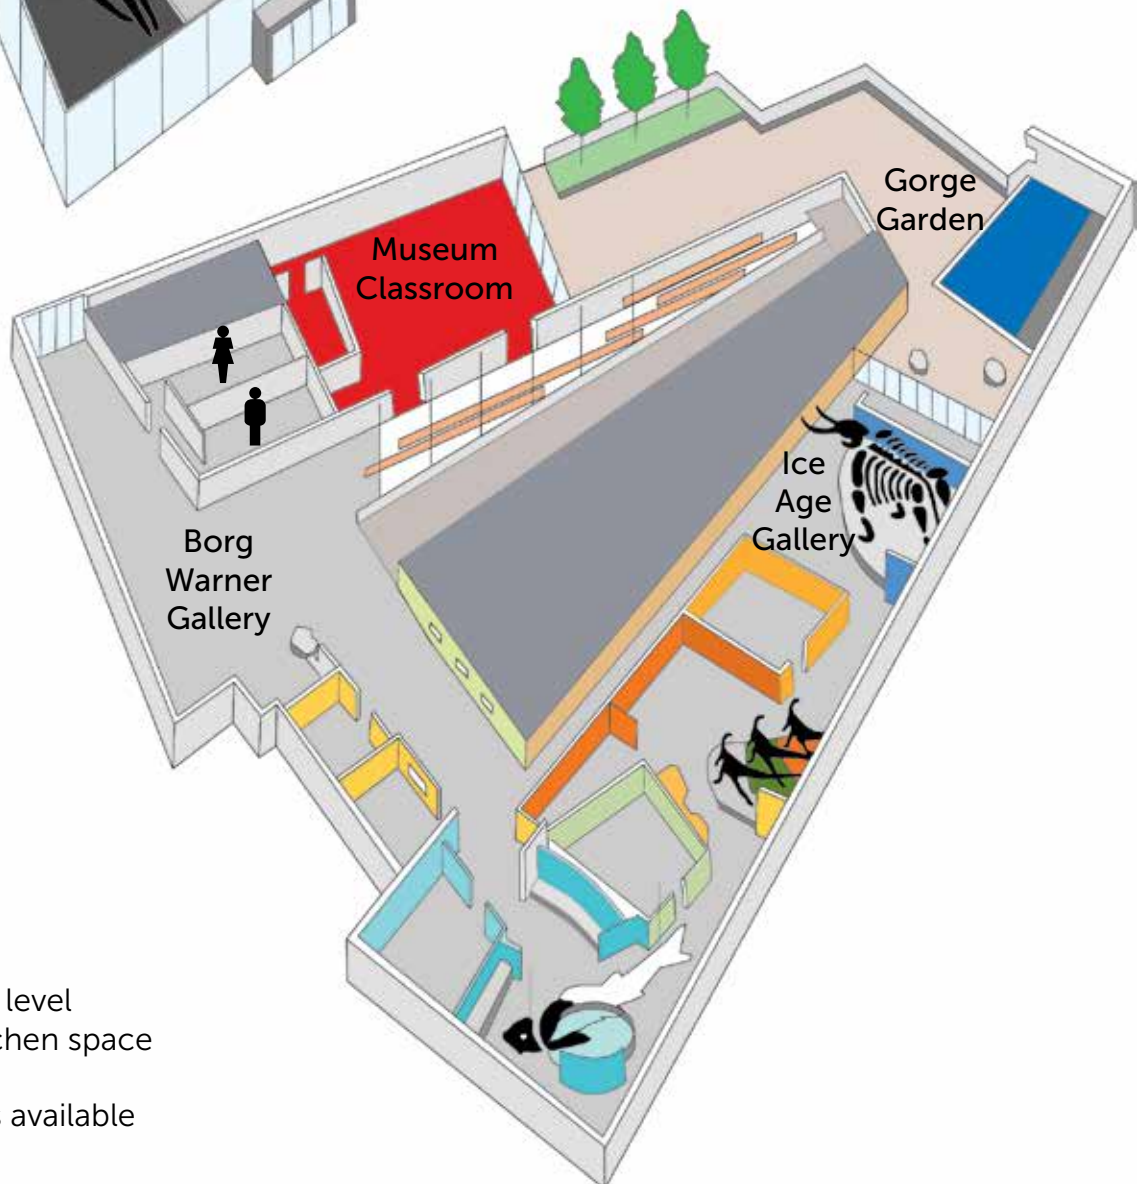 Gorge
Garden
Museum
Classroom
Ice
Age
Gallery
Borg
Warner
Gallery
level
chen space
available